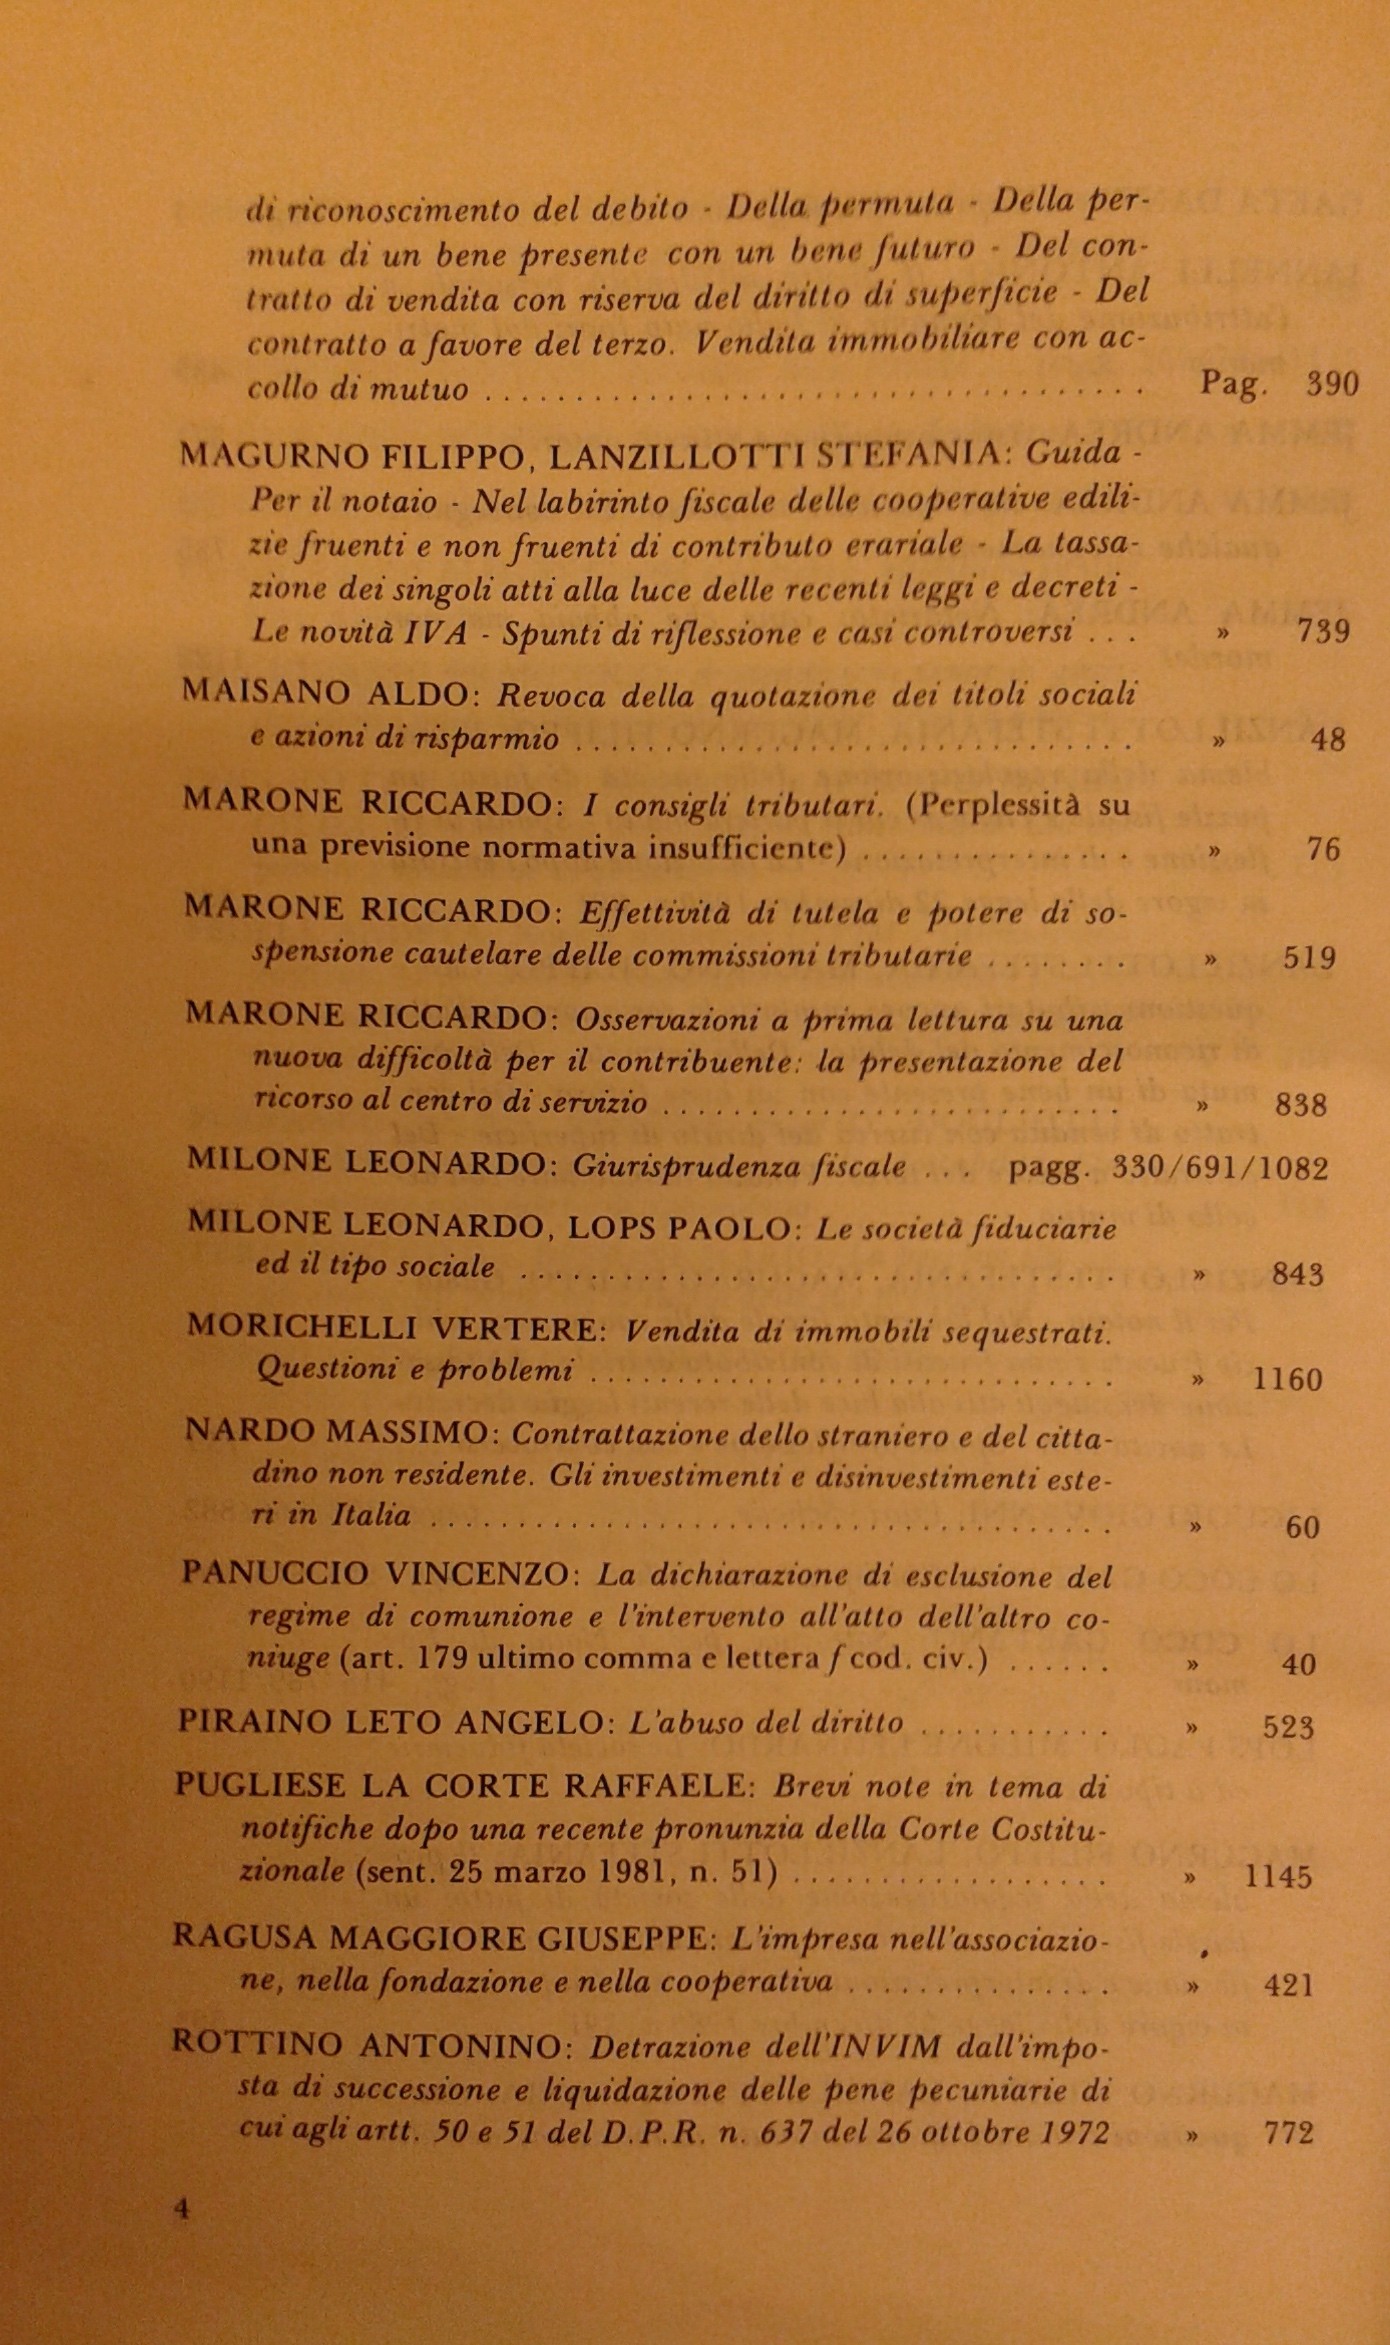 di riconoscimento del debito - Della permuta - Della per-
muta di un bene presente con un bene futuro - Del con-
tratto di vendita con riserva del diritto di superficie - Del
contratto a favore del terzo. Vendita immobiliare con ac-
collo di mutuo ..................................... Pag. 390
MAGURNO FILIPPO, LANZILLOTTI STEFANIA: Guida -
Per il notaio - Nel labirinto fiscale delle cooperative edili-
zie fruenti e non fruenti di contributo erariale - La tassa-
zione dei singoli atti alla luce delle recenti leggi e decreti -
Le novità IVA - Spunti di riflessione e casi controversi ... » 739
MAISANO ALDO: Revoca della quotazione dei titoli sociali
e azioni di risparmio ................................ » 48
MARONE RICCARDO: I consigli tributari. (Perplessità su
una previsione normativa insufficiente) ............... » 76
MARONE RICCARDO: Effettività di tutela e potere di so-
spensione cautelare delle commissioni tributarie ........ » 519
MARONE RICCARDO: Osservazioni a prima lettura su una
nuova difficoltà per il contribuente: la presentazione del
ricorso al centro di servizio ........................... » 838
MILONE LEONARDO: Giurisprudenza fiscale ... pagg. 330/691/1082
MILONE LEONARDO, LOPS PAOLO: Le società fiduciarie
ed il tipo sociale ................................... » 843
MORICHELLI VERTERE: Vendita di immobili sequestrati.
Questioni e problemi ............................... » 1160
NARDO MASSIMO: Contrattazione dello straniero e del citta-
dino non residente. Gli investimenti e disinvestimenti este-
ri in Italia ........................................ » 60
PANUCCIO VINCENZO: La dichiarazione di esclusione del
regime di comunione e l'intervento all'atto dell'altro co-
niuge (art. 179 ultimo comma e lettera f cod. civ.) ...... » 40
PIRAINO LETO ANGELO: L'abuso del diritto ........... » 523
PUGLIESE LA CORTE RAFFAELE: Brevi note in tema di
notifiche dopo una recente pronunzia della Corte Costitu-
zionale (sent. 25 marzo 1981, n. 51) .................. » 1145
RAGUSA MAGGIORE GIUSEPPE: L'impresa nell'associazio-
ne, nella fondazione e nella cooperativa ............... » 421
ROTTINO ANTONINO: Detrazione dell'INVIM dall'impo-
sta di successione e liquidazione delle pene pecuniarie di
cui agli artt. 50 e 51 del D.P.R. n. 637 del 26 ottobre 1972 » 772
4